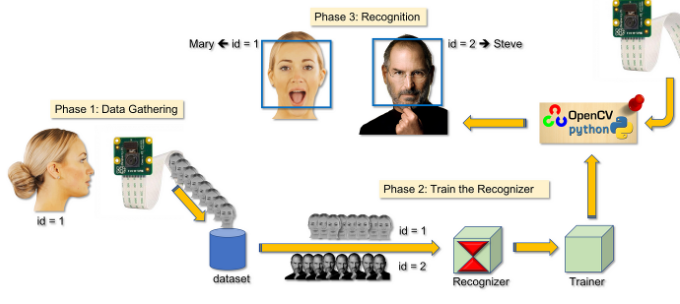 Phase 3: Recognition
Mary ← id = 1
id = 2 → Steve
Phase 1: Data Gathering
OpenCV
python
Phase 2: Train the Recognizer
id = 1
id = 1
id = 2
dataset
Recognizer
Trainer